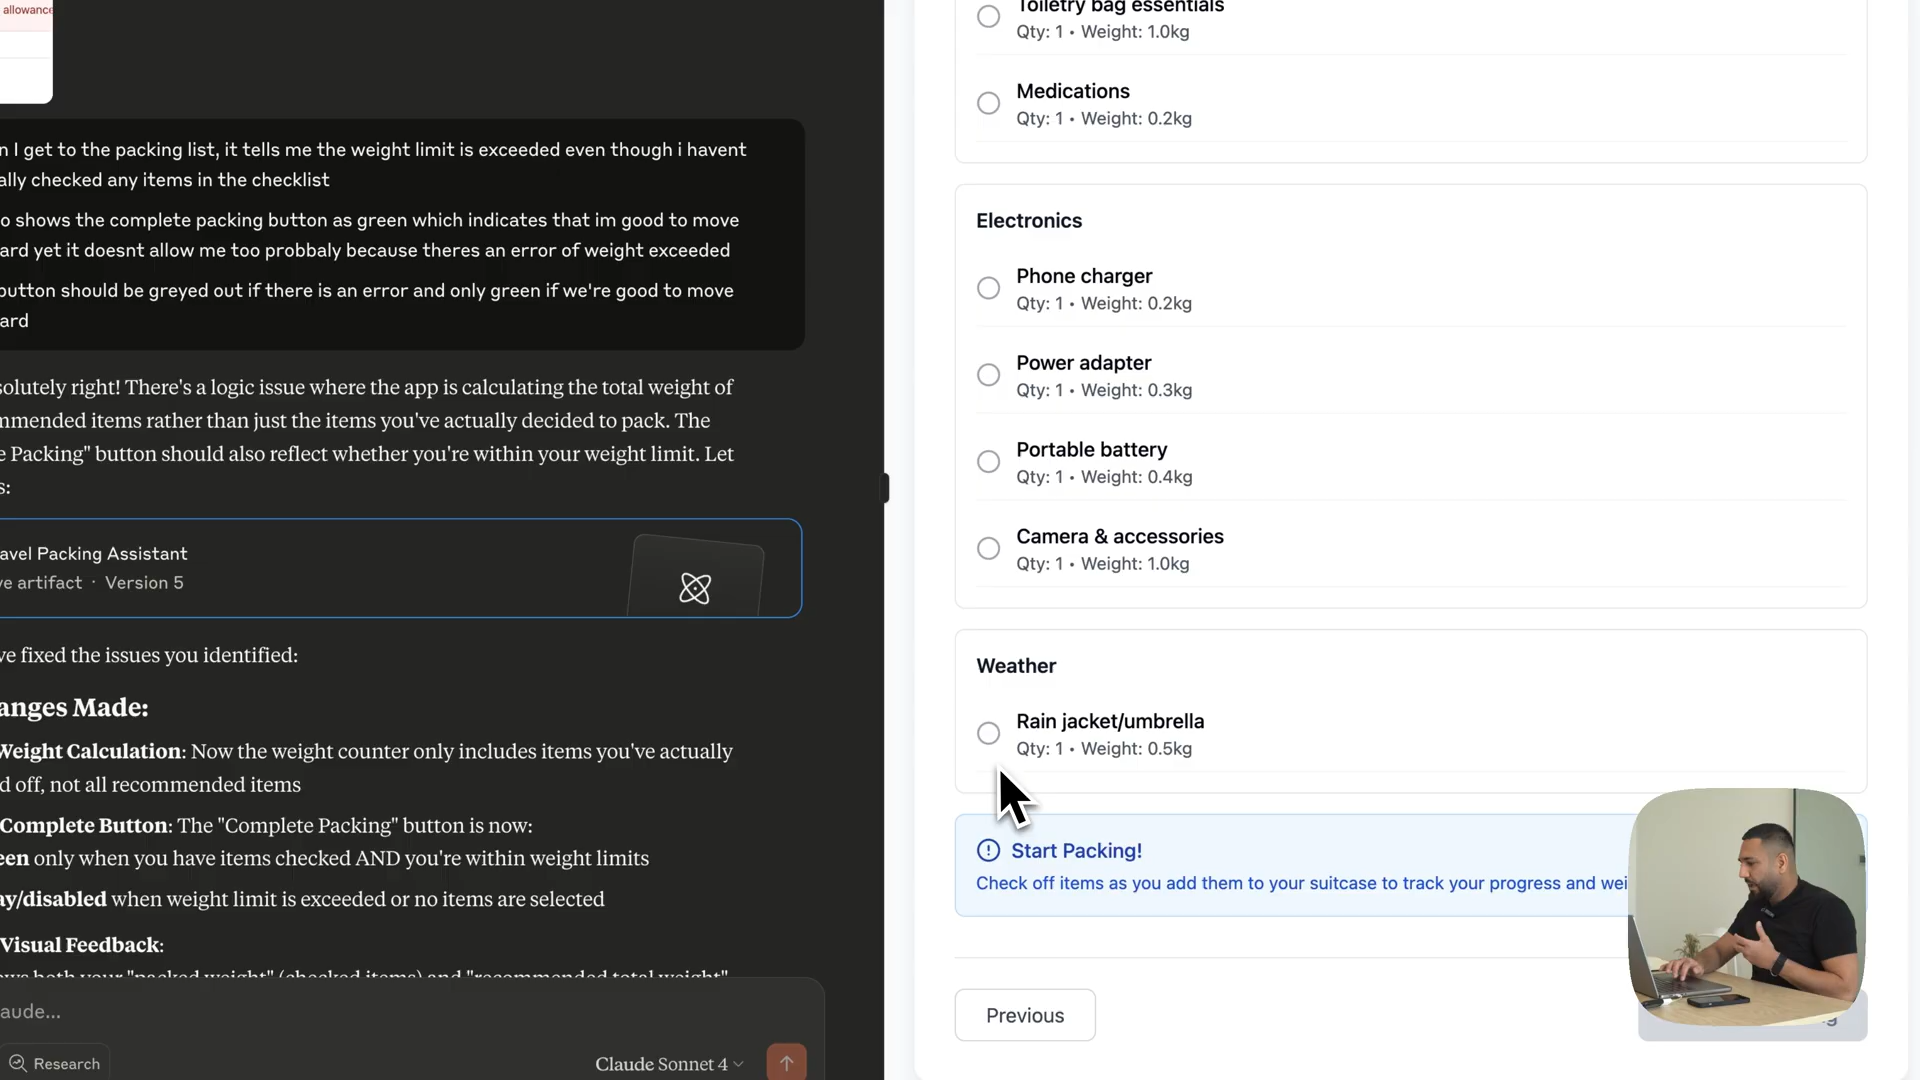 allowance
n I get to the packing list, it tells me the weight limit is exceeded even though i havent
ally checked any items in the checklist
o shows the complete packing button as green which indicates that im good to move
ard yet it doesnt allow me too probbaly because theres an error of weight exceeded
button should be greyed out if there is an error and only green if we're good to move
ard
solutely right! There's a logic issue where the app is calculating the total weight of
mmended items rather than just the items you've actually decided to pack. The
e Packing" button should also reflect whether you're within your weight limit. Let
s:
avel Packing Assistant
ve artifact · Version 5
ve fixed the issues you identified:
anges Made:
Weight Calculation: Now the weight counter only includes items you've actually
d off, not all recommended items
Complete Button: The "Complete Packing" button is now:
een only when you have items checked AND you're within weight limits
ay/disabled when weight limit is exceeded or no items are selected
Visual Feedback:
ows both your "packed weight" (checked items) and "recommended total weight"
aude...
Research
Claude Sonnet 4
Toiletry bag essentials
Qty: 1 • Weight: 1.0kg
Medications
Qty: 1 • Weight: 0.2kg
Electronics
Phone charger
Qty: 1 • Weight: 0.2kg
Power adapter
Qty: 1 • Weight: 0.3kg
Portable battery
Qty: 1 • Weight: 0.4kg
Camera & accessories
Qty: 1 • Weight: 1.0kg
Weather
Rain jacket/umbrella
Qty: 1 • Weight: 0.5kg
Start Packing!
Check off items as you add them to your suitcase to track your progress and wei
Previous